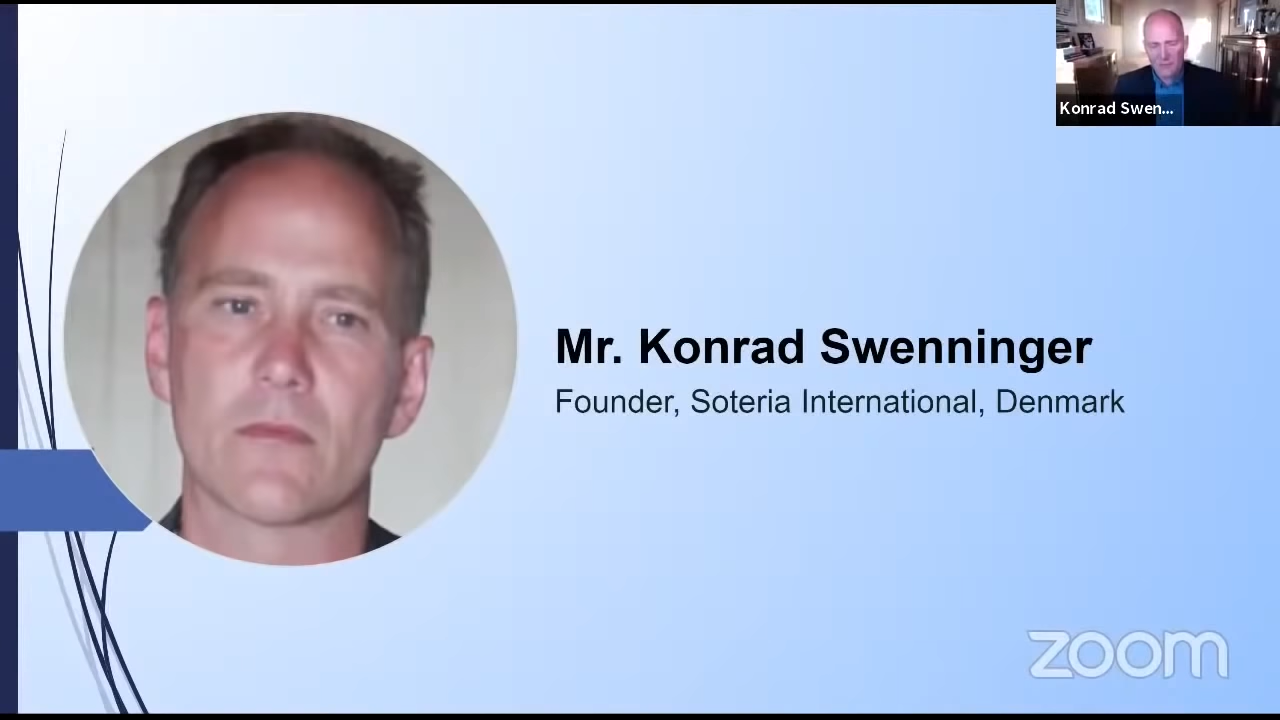 Konrad Swen...
Mr. Konrad Swenninger
Founder, Soteria International, Denmark
zoom